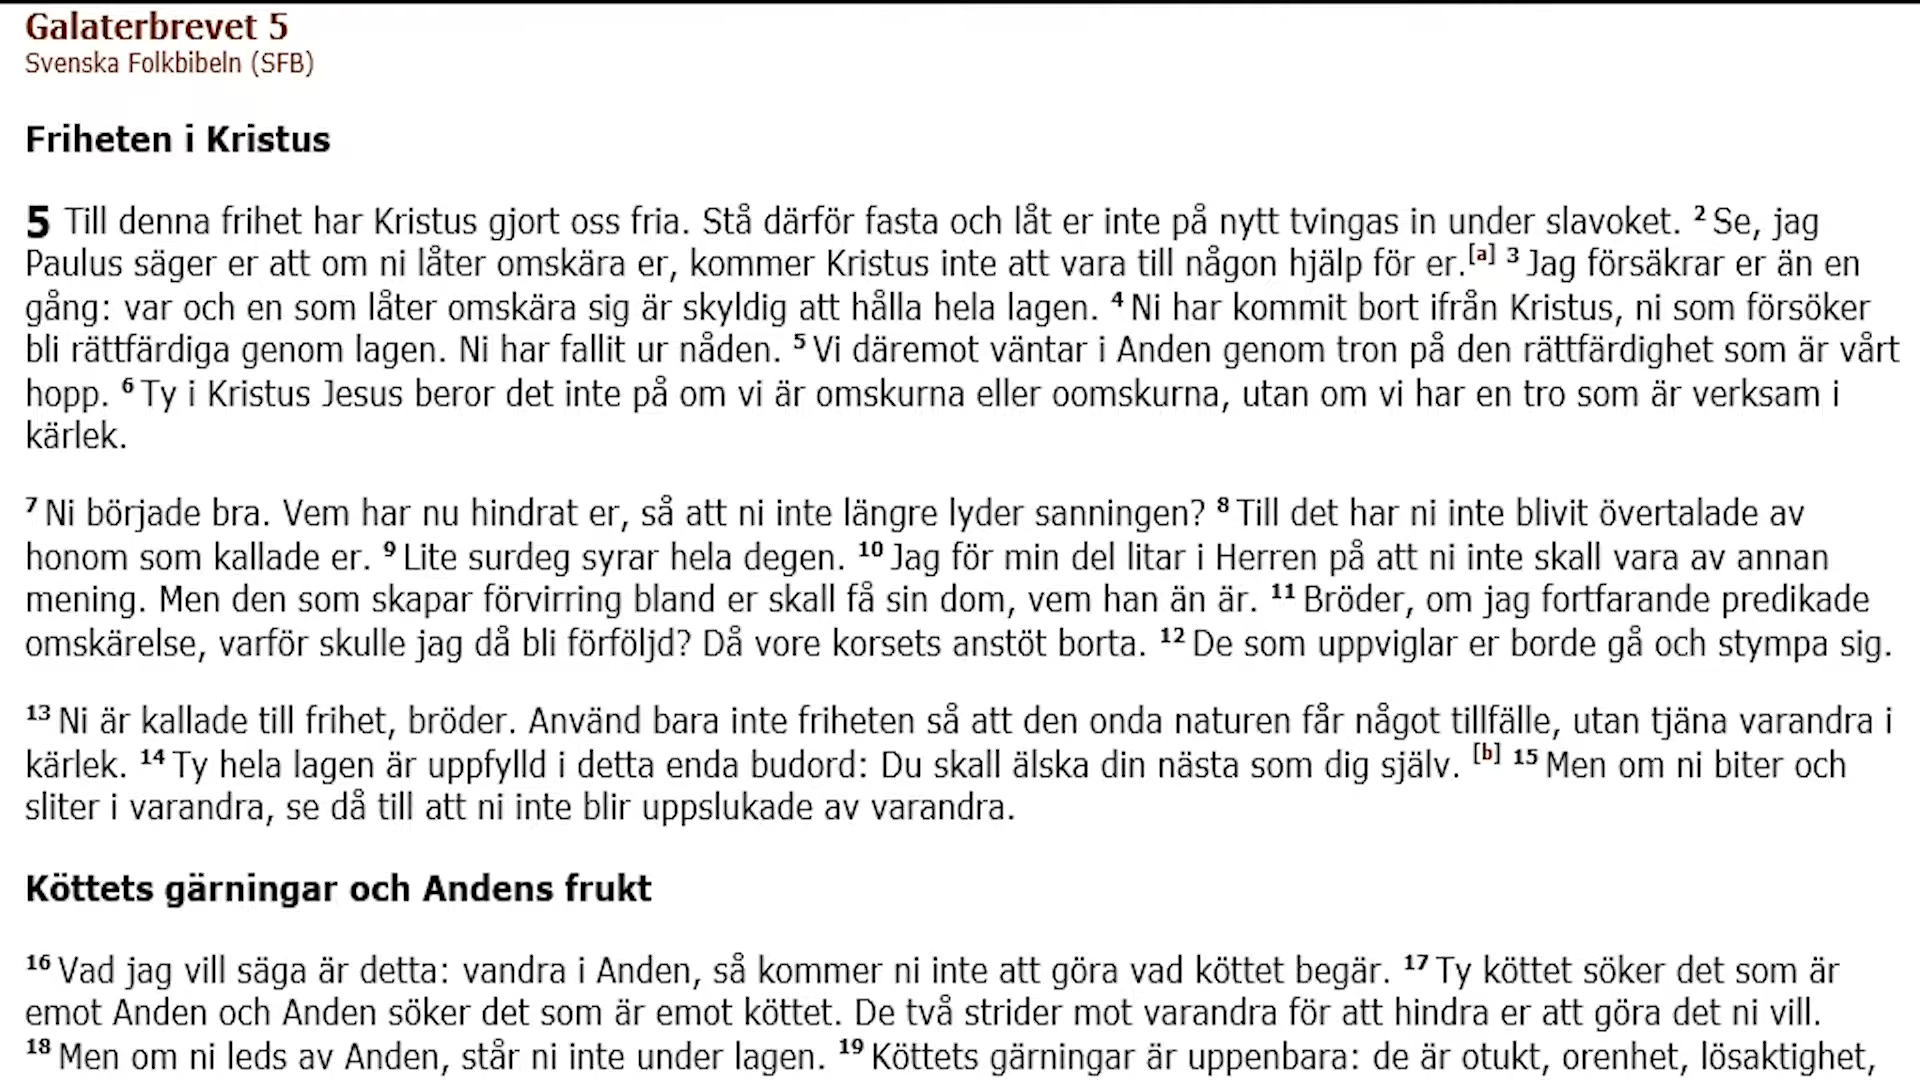 Galaterbrevet 5
Svenska Folkbibeln (SFB)
Friheten i Kristus
5 Till denna frihet har Kristus gjort oss fria. Stå därför fasta och låt er inte på nytt tvingas in under slavoket. 2 Se, jag
Paulus säger er att om ni låter omskära er, kommer Kristus inte att vara till någon hjälp för er.[a] 3 Jag försäkrar er än en
gång: var och en som låter omskära sig är skyldig att hålla hela lagen. 4 Ni har kommit bort ifrån Kristus, ni som försöker
bli rättfärdiga genom lagen. Ni har fallit ur nåden. 5 Vi däremot väntar i Anden genom tron på den rättfärdighet som är vårt
hopp. 6 Ty i Kristus Jesus beror det inte på om vi är omskurna eller oomskurna, utan om vi har en tro som är verksam i
kärlek.
7 Ni började bra. Vem har nu hindrat er, så att ni inte längre lyder sanningen? 8 Till det har ni inte blivit övertalade av
honom som kallade er. 9 Lite surdeg syrar hela degen. 10 Jag för min del litar i Herren på att ni inte skall vara av annan
mening. Men den som skapar förvirring bland er skall få sin dom, vem han än är. 11 Bröder, om jag fortfarande predikade
omskärelse, varför skulle jag då bli förföljd? Då vore korsets anstöt borta. 12 De som uppviglar er borde gå och stympa sig.
13 Ni är kallade till frihet, bröder. Använd bara inte friheten så att den onda naturen får något tillfälle, utan tjäna varandra i
kärlek. 14 Ty hela lagen är uppfylld i detta enda budord: Du skall älska din nästa som dig själv. [b] 15 Men om ni biter och
sliter i varandra, se då till att ni inte blir uppslukade av varandra.
Köttets gärningar och Andens frukt
16 Vad jag vill säga är detta: vandra i Anden, så kommer ni inte att göra vad köttet begär. 17 Ty köttet söker det som är
emot Anden och Anden söker det som är emot köttet. De två strider mot varandra för att hindra er att göra det ni vill.
18 Men om ni leds av Anden, står ni inte under lagen. 19 Köttets gärningar är uppenbara: de är otukt, orenhet, lösaktighet,